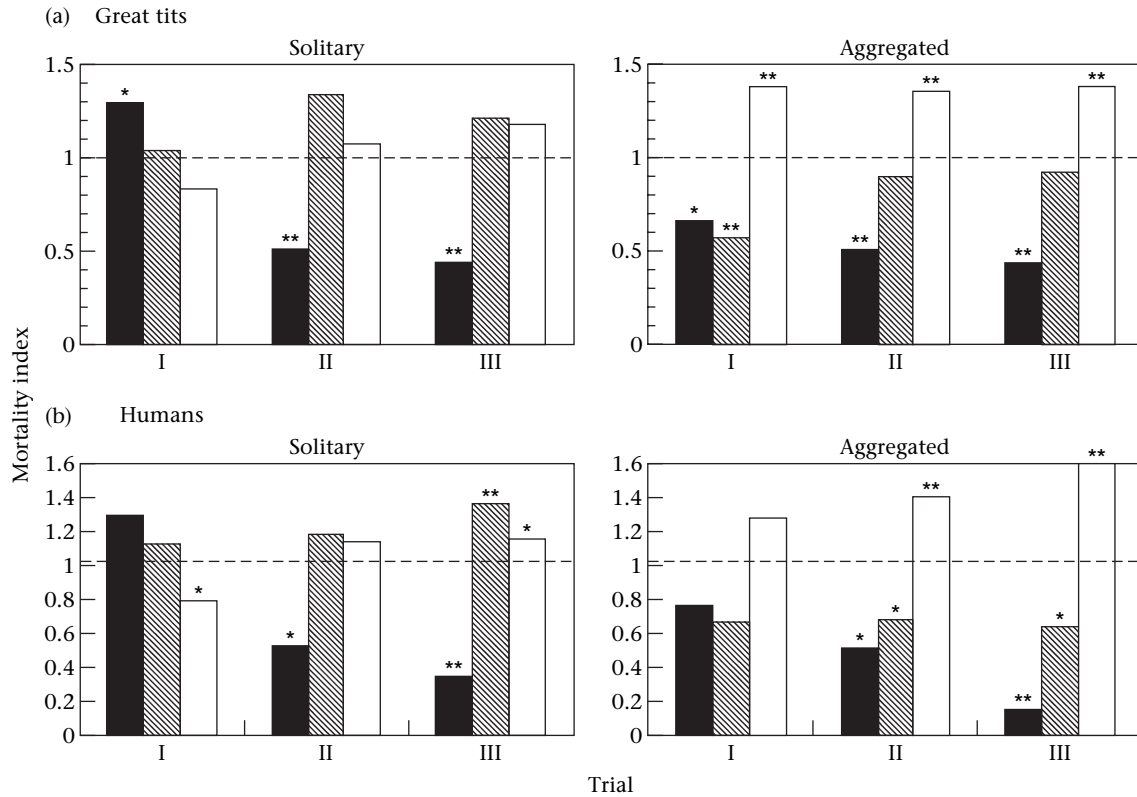 (a) Great tits
Solitary
Aggregated
1.5
1
0.5
0
*
**
**
I
II
III
1.5
1
0.5
0
*
**
**
**
**
**
**
I
II
III
Mortality index
(b) Humans
Solitary
Aggregated
1.6
1.4
1.2
1
0.8
0.6
0.4
0.2
0
*
*
**
**
*
I
II
III
1.6
1.4
1.2
1
0.8
0.6
0.4
0.2
0
*
*
**
**
*
**
I
II
III
Trial